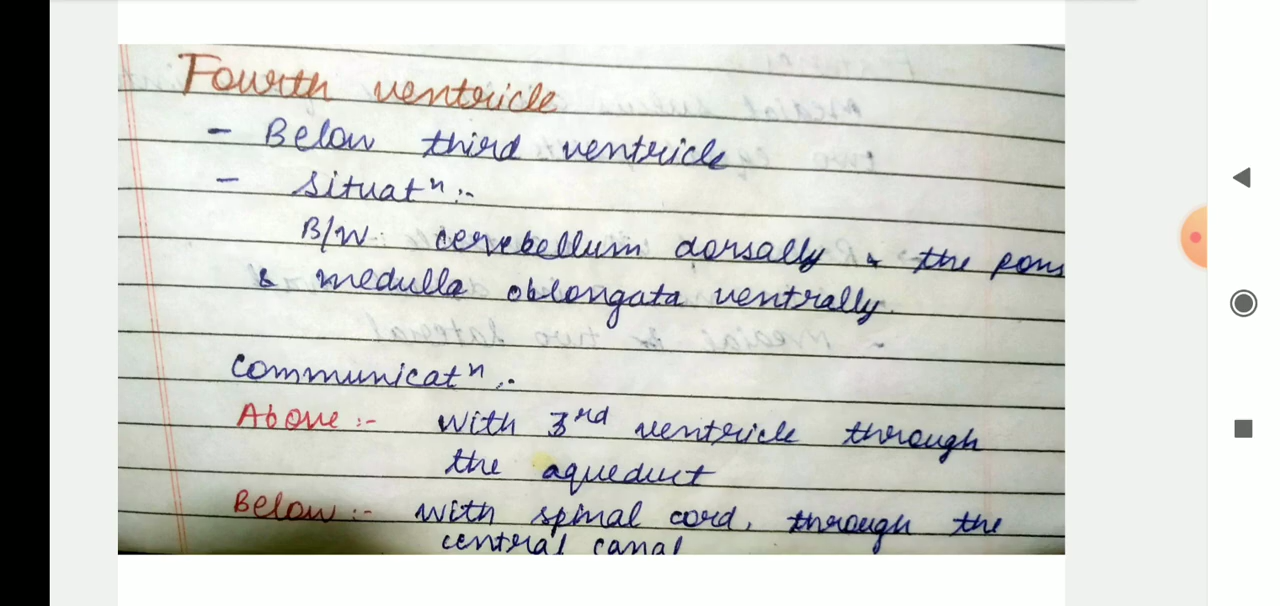 Fourth ventricle
- Below third ventricle
- Situatⁿ :-
B/W. cerebellum dorsally & the pons
& medulla oblongata ventrally.
Communicatⁿ :-
Above :- with 3rd ventricle through
the aqueduct
Below :- with spinal cord, through the
central canal